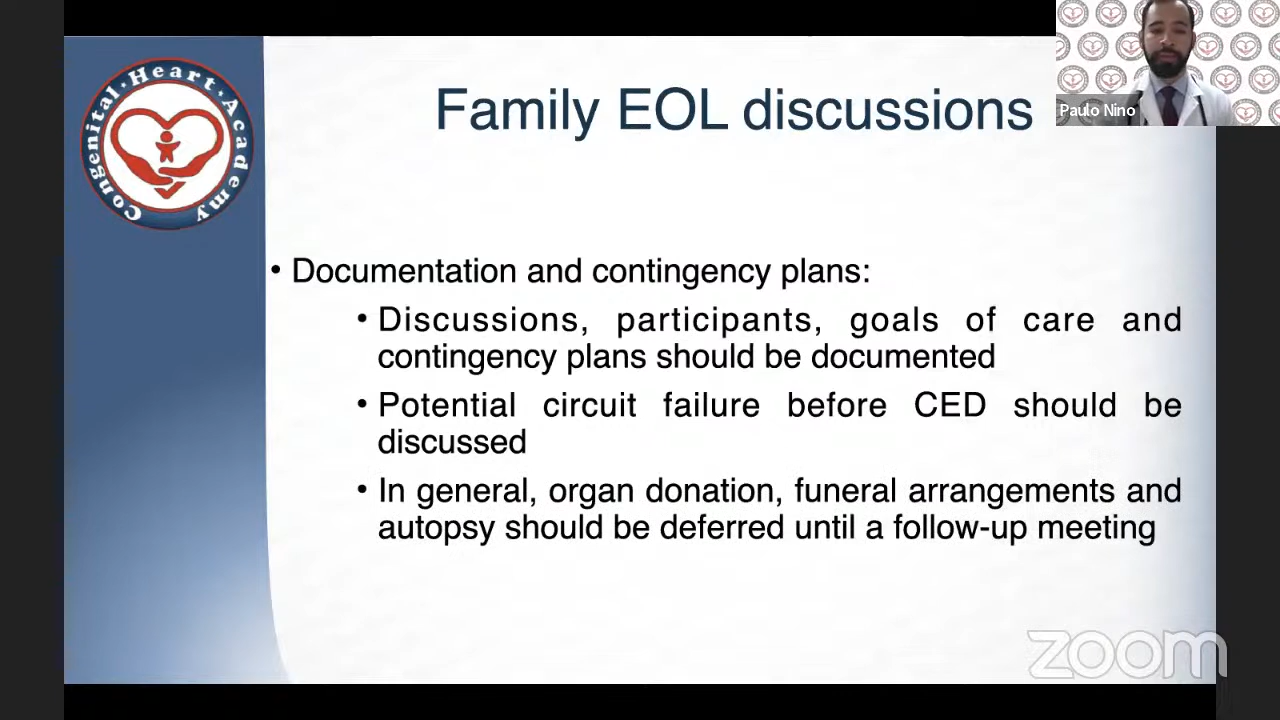 Congenital · Heart · Academy
Family EOL discussions
Paulo Nino
• Documentation and contingency plans:
• Discussions, participants, goals of care and
contingency plans should be documented
• Potential circuit failure before CED should be
discussed
• In general, organ donation, funeral arrangements and
autopsy should be deferred until a follow-up meeting
zoom